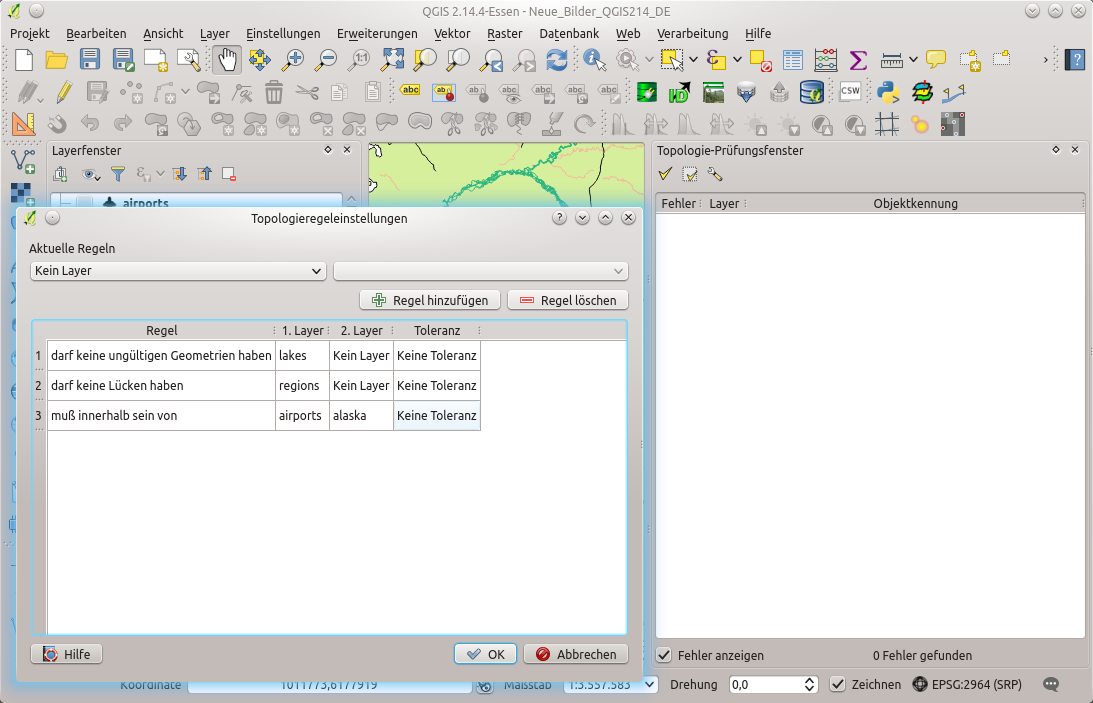 QGIS 2.14.4-Essen - Neue_Bilder_QGIS214_DE
Projekt Bearbeiten Ansicht Layer Einstellungen Erweiterungen Vektor Raster Datenbank Web Verarbeitung Hilfe
Layerfenster
Topologie-Prüfungsfenster
airports
Fehler Layer Objektkennung
Topologieregeleinstellungen
Aktuelle Regeln
Kein Layer
Regel hinzufügen Regel löschen
Regel 1. Layer 2. Layer Toleranz
1 darf keine ungültigen Geometrien haben lakes Kein Layer Keine Toleranz
2 darf keine Lücken haben regions Kein Layer Keine Toleranz
3 muß innerhalb sein von airports alaska Keine Toleranz
Hilfe OK Abbrechen
Fehler anzeigen 0 Fehler gefunden
Koordinate 1011773,6177919 Maßstab 1:3.557.583 Drehung 0,0 Zeichnen EPSG:2964 (SRP)